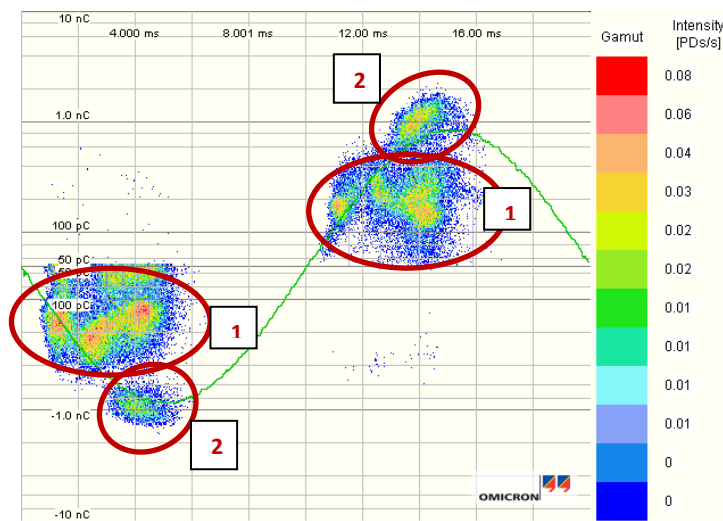 10 nC
4.000 ms 8.001 ms 12.00 ms 16.00 ms
2
1.0 nC
1
100 pC
50 pC
100 pC
1
-1.0 nC
2
OMICRON
-10 nC
Gamut
Intensity
[PDs/s]
0.08
0.06
0.04
0.03
0.02
0.02
0.01
0.01
0.01
0.01
0
0